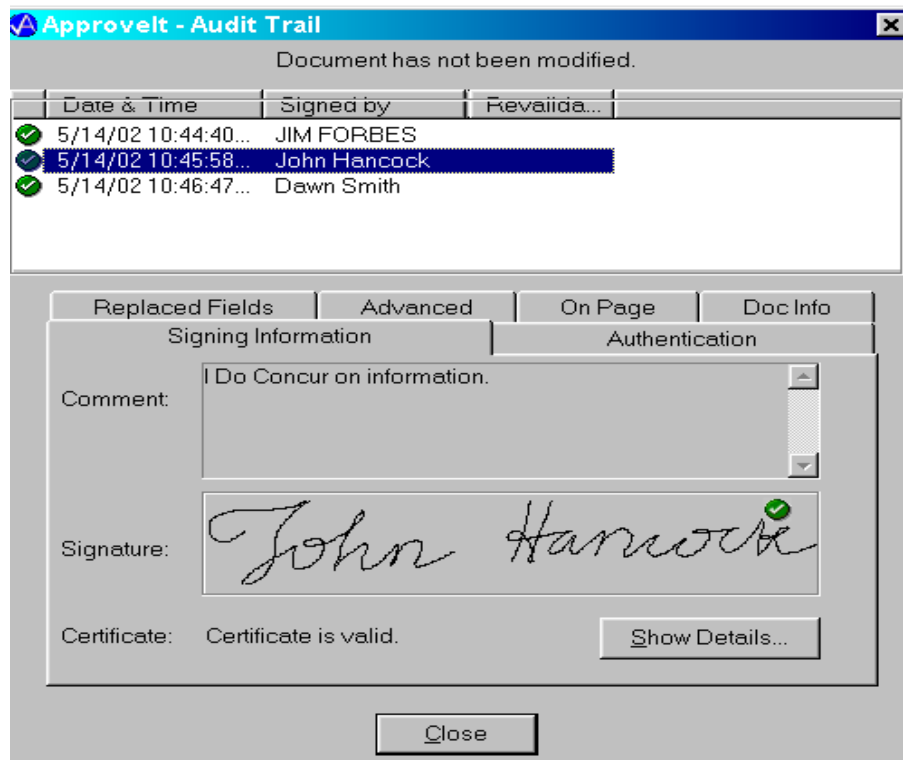 ApproveIt - Audit Trail
Document has not been modified.
Date & Time Signed by Revalida...
5/14/02 10:44:40... JIM FORBES
5/14/02 10:45:58... John Hancock
5/14/02 10:46:47... Dawn Smith
Replaced Fields Advanced On Page Doc Info
Signing Information Authentication
Comment: I Do Concur on information.
Signature: John Hancock
Certificate: Certificate is valid. Show Details...
Close